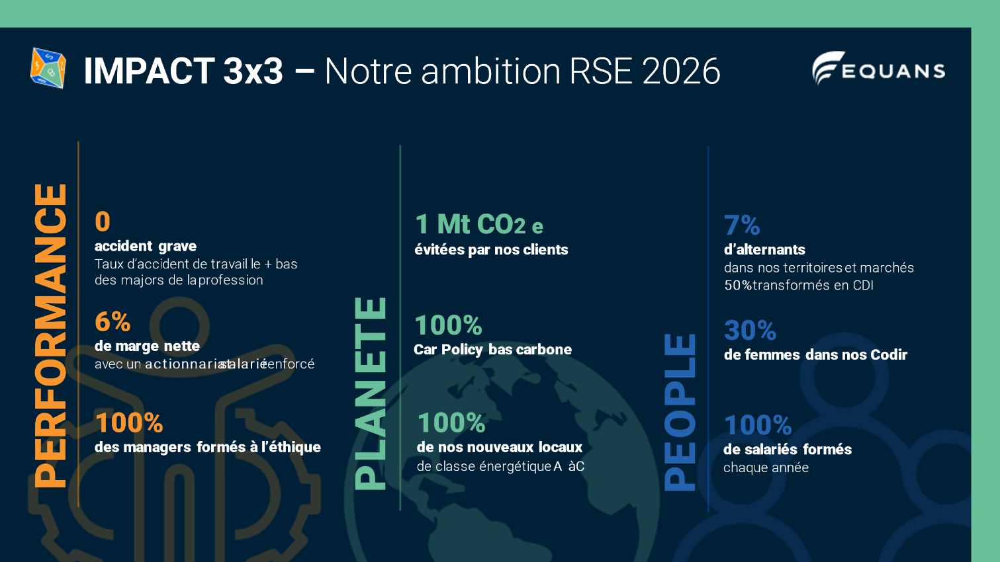 IMPACT 3x3 – Notre ambition RSE 2026
EQUANS
PERFORMANCE
0
accident grave
Taux d’accident de travail le + bas
des majors de la profession
6%
de marge nette
avec un actionnariat salarié renforcé
100%
des managers formés à l’éthique
PLANETE
1 Mt CO2 e
évitées par nos clients
100%
Car Policy bas carbone
100%
de nos nouveaux locaux
de classe énergétique A à C
PEOPLE
7%
d’alternants
dans nos territoires et marchés
50% transformés en CDI
30%
de femmes dans nos Codir
100%
de salariés formés
chaque année